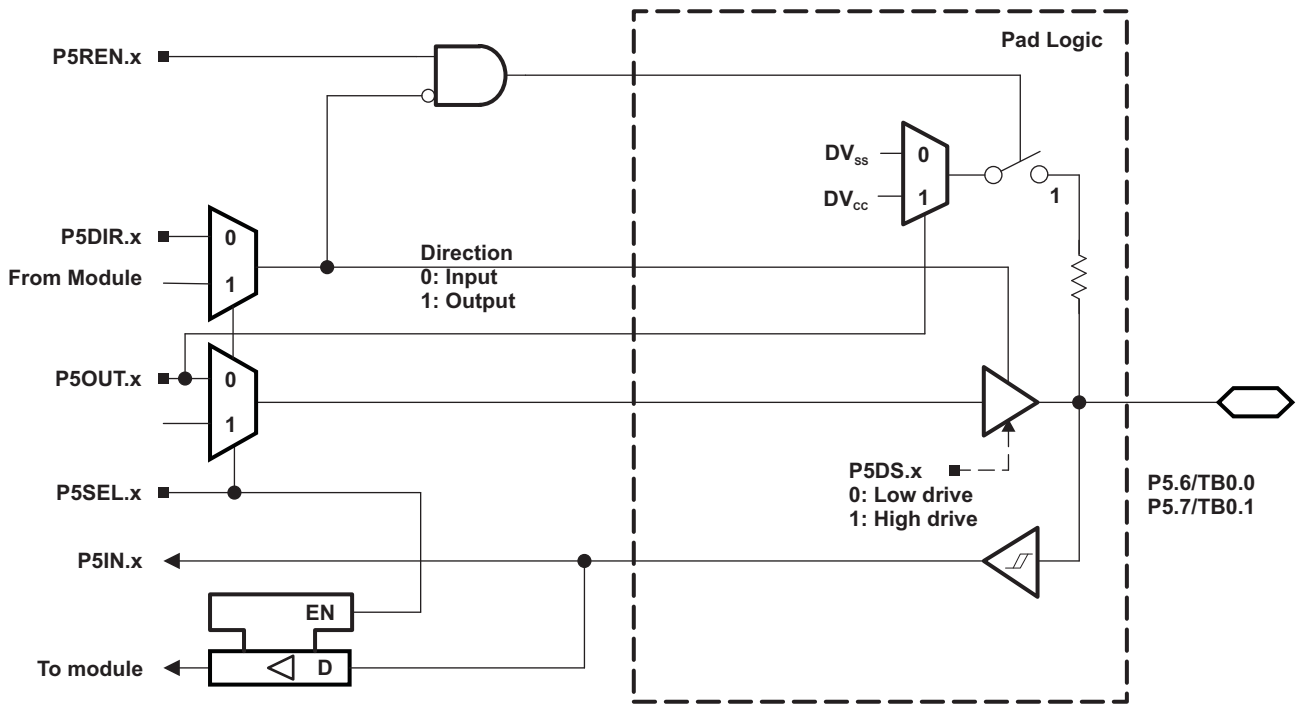 Pad Logic
P5REN.x
DVSS
0
DVCC
1
1
P5DIR.x
0
From Module
1
Direction
0: Input
1: Output
P5OUT.x
0
1
P5DS.x
0: Low drive
1: High drive
P5.6/TB0.0
P5.7/TB0.1
P5SEL.x
P5IN.x
EN
To module
D